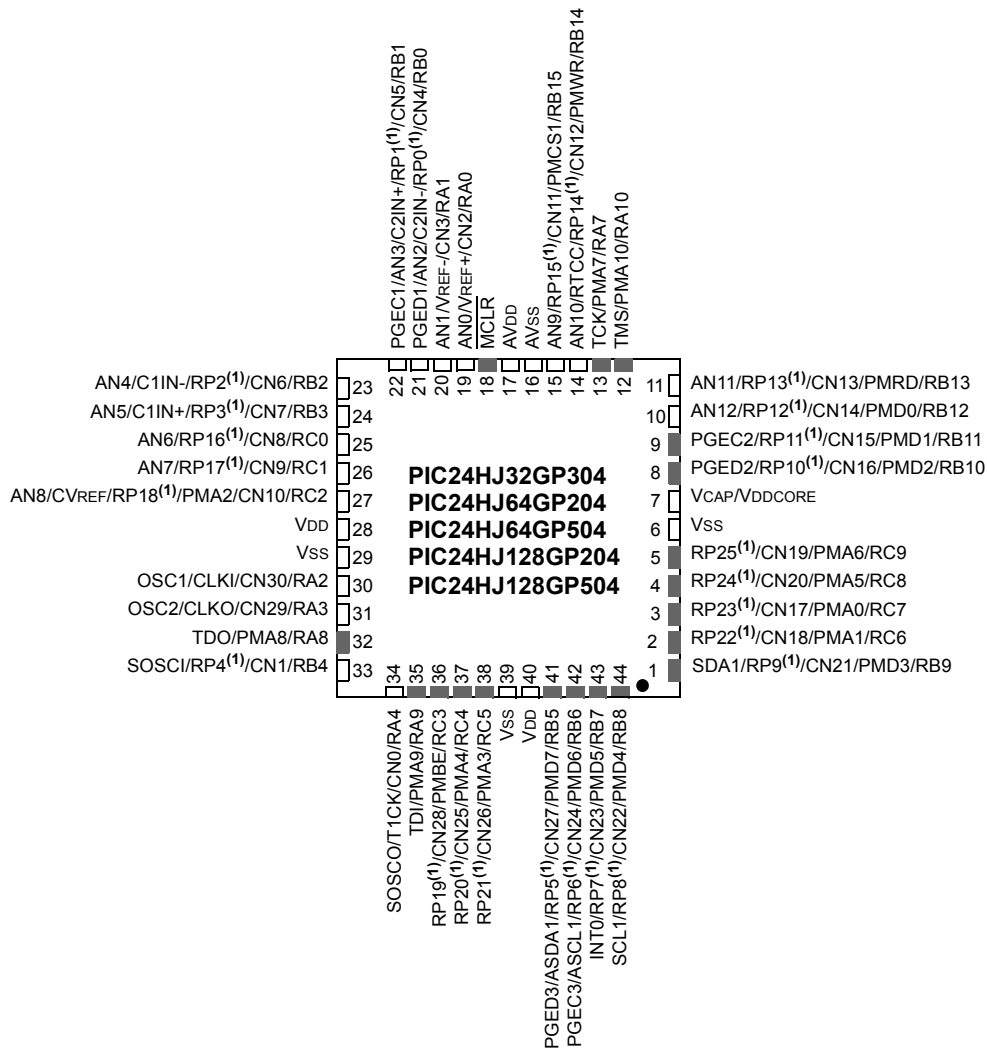 PGEC1/AN3/C2IN+/RP1(1)/CN5/RB1
PGED1/AN2/C2IN-/RP0(1)/CN4/RB0
AN1/VREF-/CN3/RA1
AN0/VREF+/CN2/RA0
MCLR
AVDD
AVSS
AN9/RP15(1)/CN11/PMCS1/RB15
AN10/RTCC/RP14(1)/CN12/PMWR/RB14
TCK/PMA7/RA7
TMS/PMA10/RA10
22 21 20 19 18 17 16 15 14 13 12
AN4/C1IN-/RP2(1)/CN6/RB2 23
AN5/C1IN+/RP3(1)/CN7/RB3 24
AN6/RP16(1)/CN8/RC0 25
AN7/RP17(1)/CN9/RC1 26
AN8/CVREF/RP18(1)/PMA2/CN10/RC2 27
VDD 28
VSS 29
OSC1/CLKI/CN30/RA2 30
OSC2/CLKO/CN29/RA3 31
TDO/PMA8/RA8 32
SOSCI/RP4(1)/CN1/RB4 33
PIC24HJ32GP304
PIC24HJ64GP204
PIC24HJ64GP504
PIC24HJ128GP204
PIC24HJ128GP504
11 AN11/RP13(1)/CN13/PMRD/RB13
10 AN12/RP12(1)/CN14/PMD0/RB12
9 PGEC2/RP11(1)/CN15/PMD1/RB11
8 PGED2/RP10(1)/CN16/PMD2/RB10
7 VCAP/VDDCORE
6 VSS
5 RP25(1)/CN19/PMA6/RC9
4 RP24(1)/CN20/PMA5/RC8
3 RP23(1)/CN17/PMA0/RC7
2 RP22(1)/CN18/PMA1/RC6
1 SDA1/RP9(1)/CN21/PMD3/RB9
34 35 36 37 38 39 40 41 42 43 44
SOSCO/T1CK/CN0/RA4
TDI/PMA9/RA9
RP19(1)/CN28/PMBE/RC3
RP20(1)/CN25/PMA4/RC4
RP21(1)/CN26/PMA3/RC5
VSS
VDD
PGED3/ASDA1/RP5(1)/CN27/PMD7/RB5
PGEC3/ASCL1/RP6(1)/CN24/PMD6/RB6
INT0/RP7(1)/CN23/PMD5/RB7
SCL1/RP8(1)/CN22/PMD4/RB8